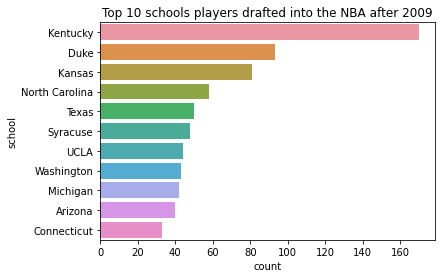 Top 10 schools players drafted into the NBA after 2009
school
Kentucky
Duke
Kansas
North Carolina
Texas
Syracuse
UCLA
Washington
Michigan
Arizona
Connecticut
0 20 40 60 80 100 120 140 160
count